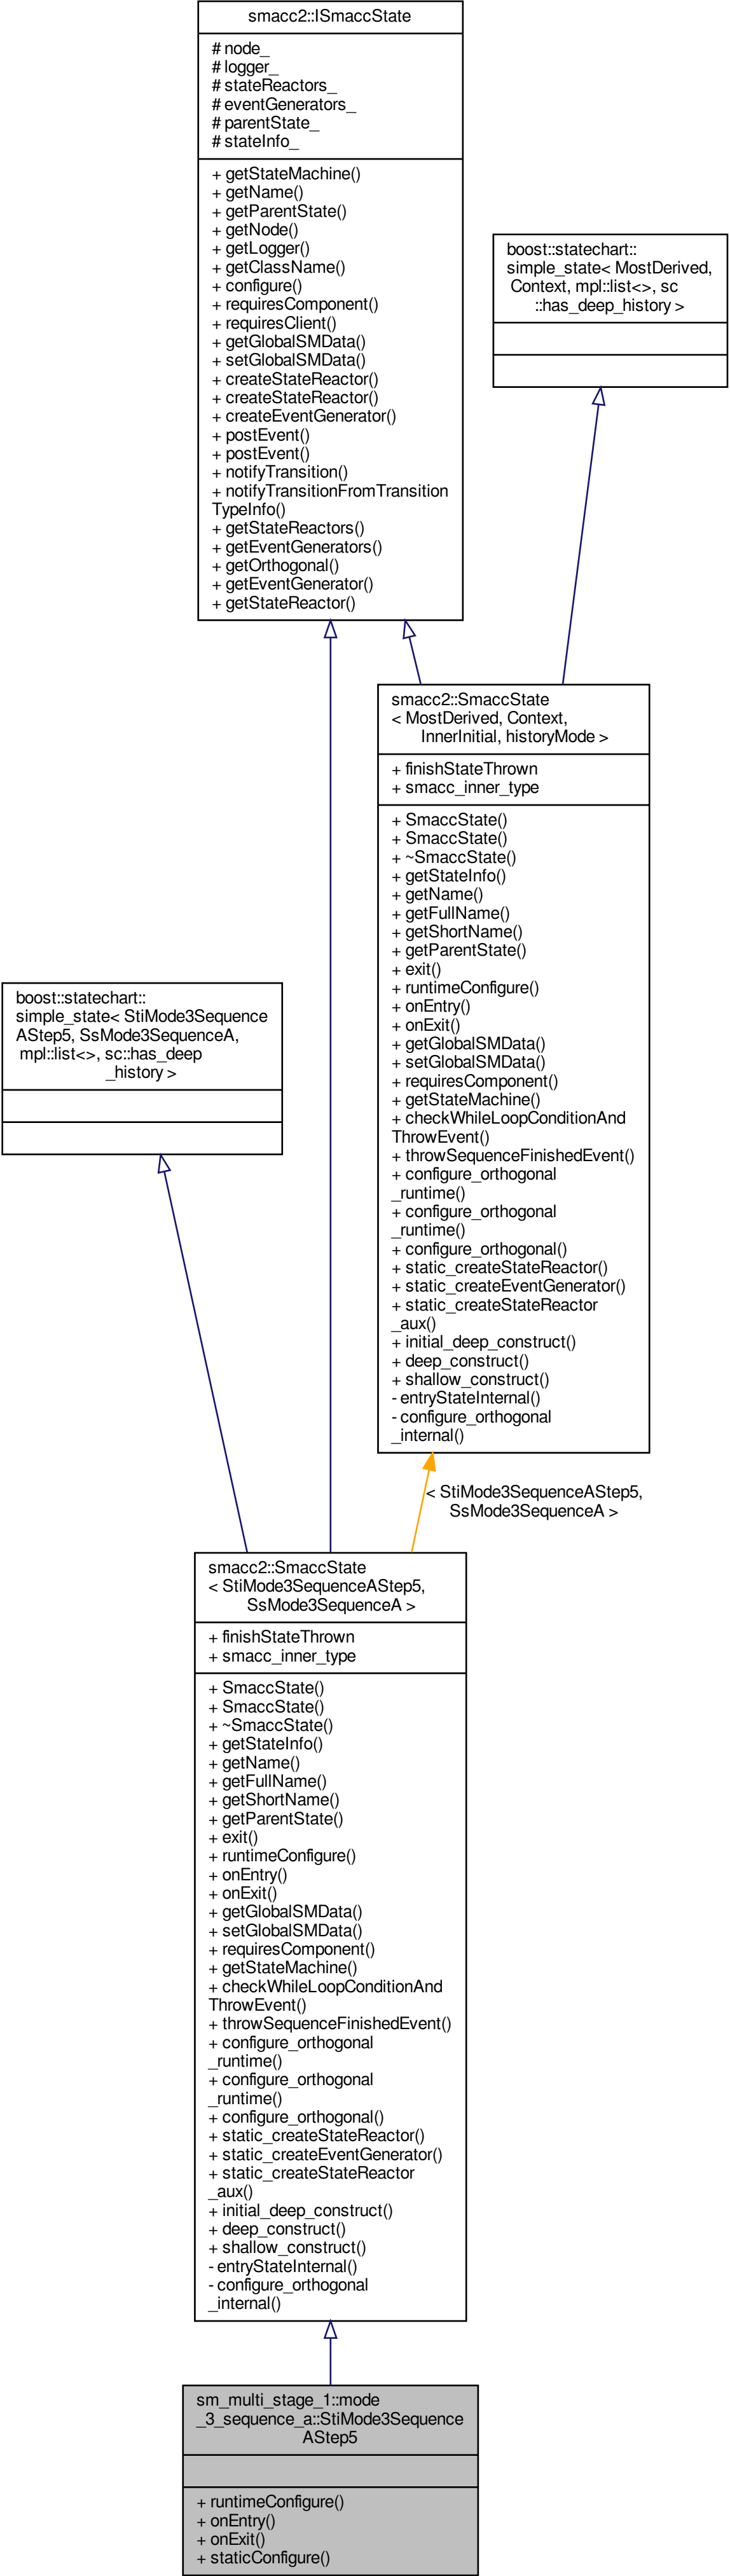 smacc2::ISmaccState
# node_
# logger_
# stateReactors_
# eventGenerators_
# parentState_
# stateInfo_
+ getStateMachine()
+ getName()
+ getParentState()
+ getNode()
+ getLogger()
+ getClassName()
+ configure()
+ requiresComponent()
+ requiresClient()
+ getGlobalSMData()
+ setGlobalSMData()
+ createStateReactor()
+ createStateReactor()
+ createEventGenerator()
+ postEvent()
+ postEvent()
+ notifyTransition()
+ notifyTransitionFromTransition
TypeInfo()
+ getStateReactors()
+ getEventGenerators()
+ getOrthogonal()
+ getEventGenerator()
+ getStateReactor()
boost::statechart::
simple_state< MostDerived,
Context, mpl::list<>, sc
::has_deep_history >
smacc2::SmaccState
< MostDerived, Context,
InnerInitial, historyMode >
+ finishStateThrown
+ smacc_inner_type
+ SmaccState()
+ SmaccState()
+ ~SmaccState()
+ getStateInfo()
+ getName()
+ getFullName()
+ getShortName()
+ getParentState()
+ exit()
+ runtimeConfigure()
+ onEntry()
+ onExit()
+ getGlobalSMData()
+ setGlobalSMData()
+ requiresComponent()
+ getStateMachine()
+ checkWhileLoopConditionAnd
ThrowEvent()
+ throwSequenceFinishedEvent()
+ configure_orthogonal
_runtime()
+ configure_orthogonal
_runtime()
+ configure_orthogonal()
+ static_createStateReactor()
+ static_createEventGenerator()
+ static_createStateReactor
_aux()
+ initial_deep_construct()
+ deep_construct()
+ shallow_construct()
- entryStateInternal()
- configure_orthogonal
_internal()
boost::statechart::
simple_state< StiMode3Sequence
AStep5, SsMode3SequenceA,
mpl::list<>, sc::has_deep
_history >
< StiMode3SequenceAStep5,
SsMode3SequenceA >
smacc2::SmaccState
< StiMode3SequenceAStep5,
SsMode3SequenceA >
+ finishStateThrown
+ smacc_inner_type
+ SmaccState()
+ SmaccState()
+ ~SmaccState()
+ getStateInfo()
+ getName()
+ getFullName()
+ getShortName()
+ getParentState()
+ exit()
+ runtimeConfigure()
+ onEntry()
+ onExit()
+ getGlobalSMData()
+ setGlobalSMData()
+ requiresComponent()
+ getStateMachine()
+ checkWhileLoopConditionAnd
ThrowEvent()
+ throwSequenceFinishedEvent()
+ configure_orthogonal
_runtime()
+ configure_orthogonal
_runtime()
+ configure_orthogonal()
+ static_createStateReactor()
+ static_createEventGenerator()
+ static_createStateReactor
_aux()
+ initial_deep_construct()
+ deep_construct()
+ shallow_construct()
- entryStateInternal()
- configure_orthogonal
_internal()
sm_multi_stage_1::mode
_3_sequence_a::StiMode3Sequence
AStep5
+ runtimeConfigure()
+ onEntry()
+ onExit()
+ staticConfigure()